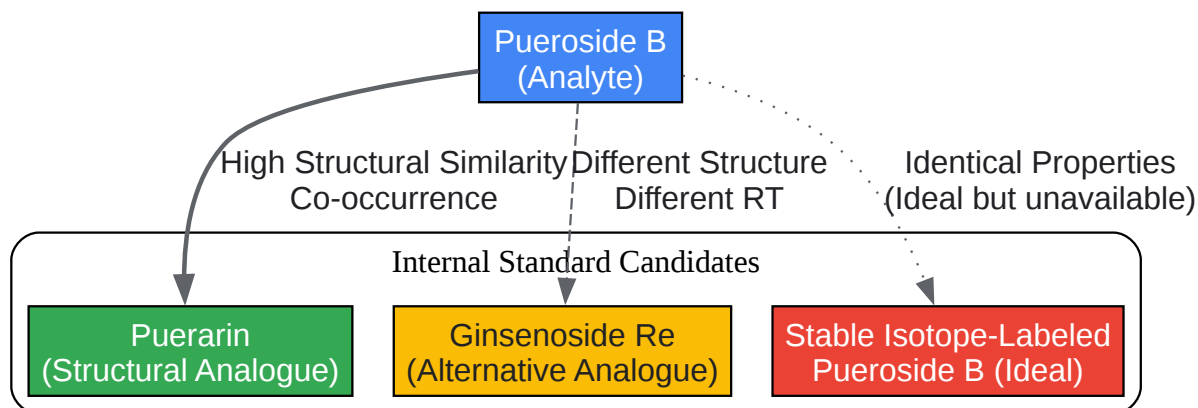 Pueroside B
(Analyte)
High Structural Similarity
Co-occurrence
Different Structure
Different RT
Identical Properties
(Ideal but unavailable)
Internal Standard Candidates
Puerarin
(Structural Analogue)
Ginsenoside Re
(Alternative Analogue)
Stable Isotope-Labeled
Pueroside B (Ideal)